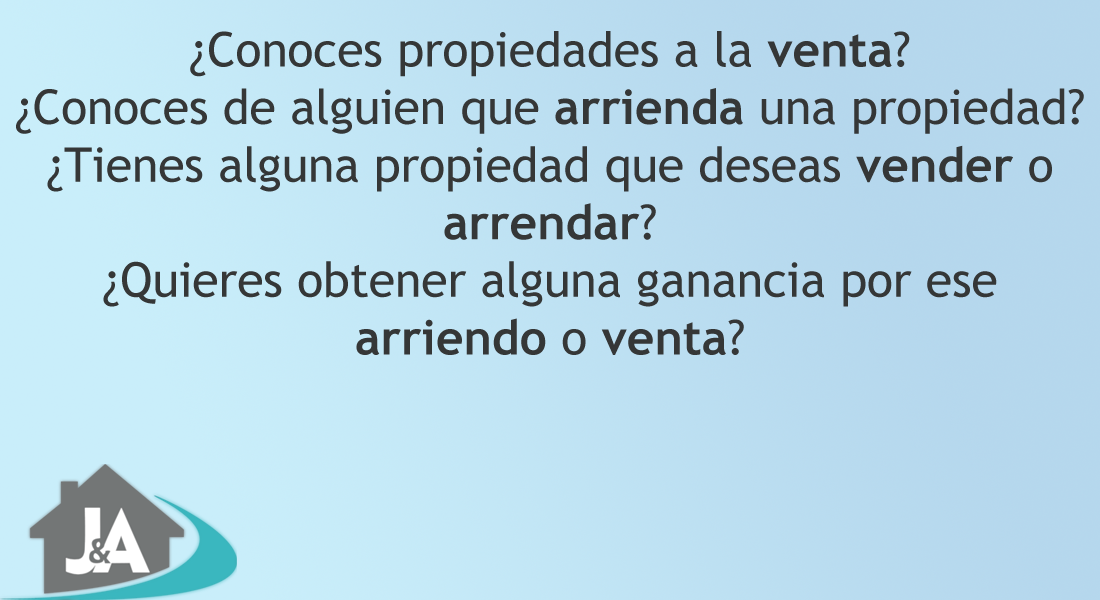 ¿Conoces propiedades a la venta?
¿Conoces de alguien que arrienda una propiedad?
¿Tienes alguna propiedad que deseas vender o
arrendar?
¿Quieres obtener alguna ganancia por ese
arriendo o venta?
J&A